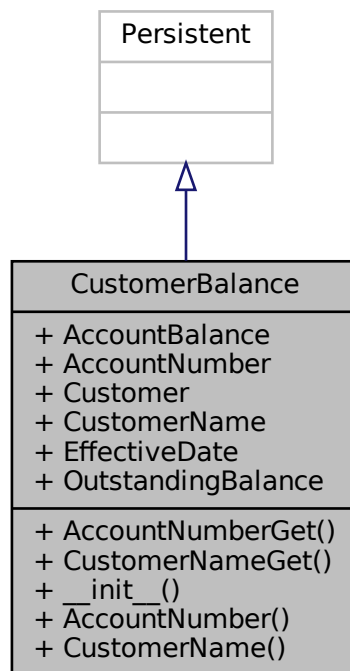 Persistent
CustomerBalance
+ AccountBalance
+ AccountNumber
+ Customer
+ CustomerName
+ EffectiveDate
+ OutstandingBalance
+ AccountNumberGet()
+ CustomerNameGet()
+ __init__()
+ AccountNumber()
+ CustomerName()